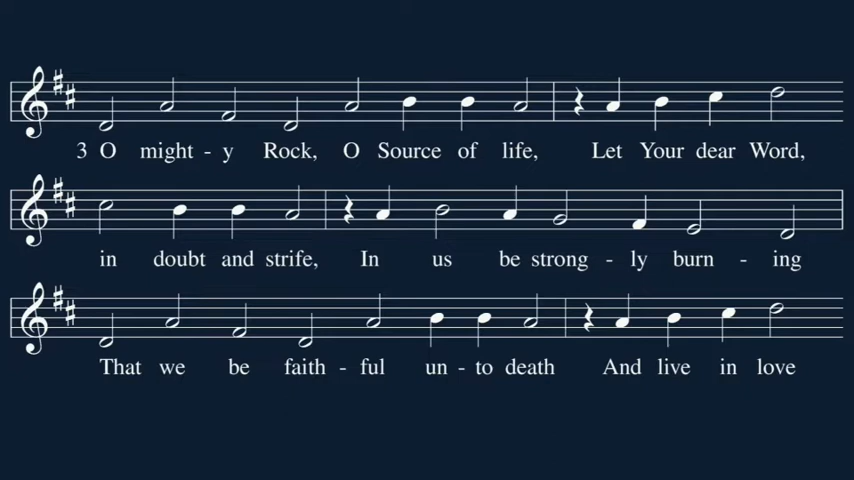 3 O might - y Rock, O Source of life, Let Your dear Word,
in doubt and strife, In us be strong - ly burn - ing
That we be faith - ful un - to death And live in love